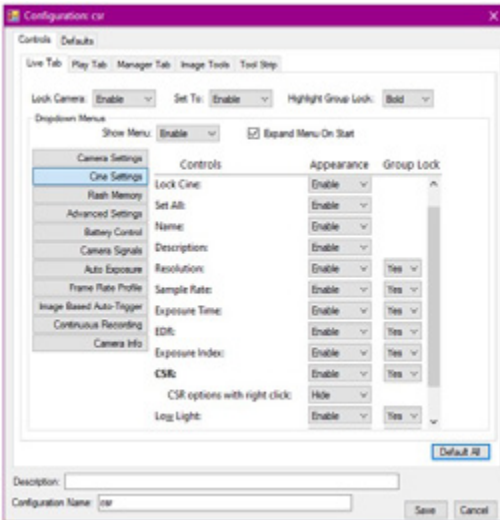 Configuration: csr
Controls Defaults
Live Tab Play Tab Manager Tab Image Tools Tool Strip
Lock Camera: Enable Set To: Enable Highlight Group Lock: Bold
Dropdown Menus
Show Menu: Enable Expand Menu On Start
Camera Settings
Cine Settings
Flash Memory
Advanced Settings
Battery Control
Camera Signals
Auto Exposure
Frame Rate Profile
Image Based Auto-Trigger
Continuous Recording
Camera Info
Controls Appearance Group Lock
Lock Cine: Enable
Set All: Enable
Name: Enable
Description: Enable
Resolution: Enable Yes
Sample Rate: Enable Yes
Exposure Time: Enable Yes
EDR: Enable Yes
Exposure Index: Enable Yes
CSR: Enable Yes
CSR options with right click: Hide
Low Light: Enable Yes
Default All
Description:
Configuration Name: csr
Save Cancel